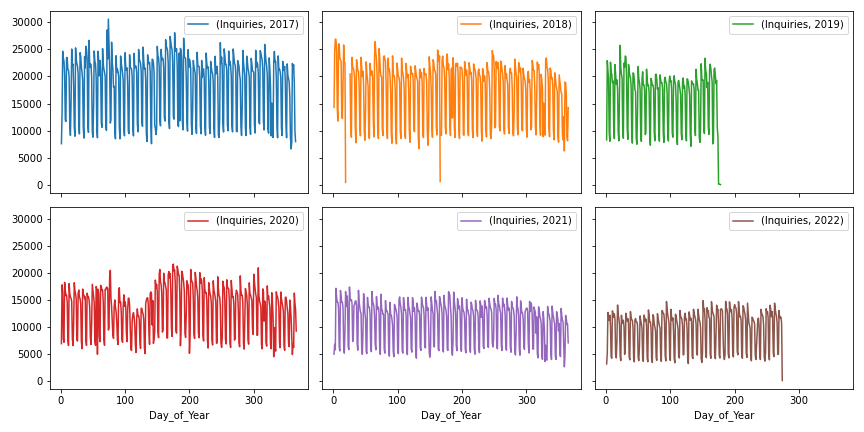 (Inquiries, 2017)
(Inquiries, 2018)
(Inquiries, 2019)
30000
25000
20000
15000
10000
5000
0
(Inquiries, 2020)
(Inquiries, 2021)
(Inquiries, 2022)
30000
25000
20000
15000
10000
5000
0
0 100 200 300
0 100 200 300
0 100 200 300
Day_of_Year
Day_of_Year
Day_of_Year